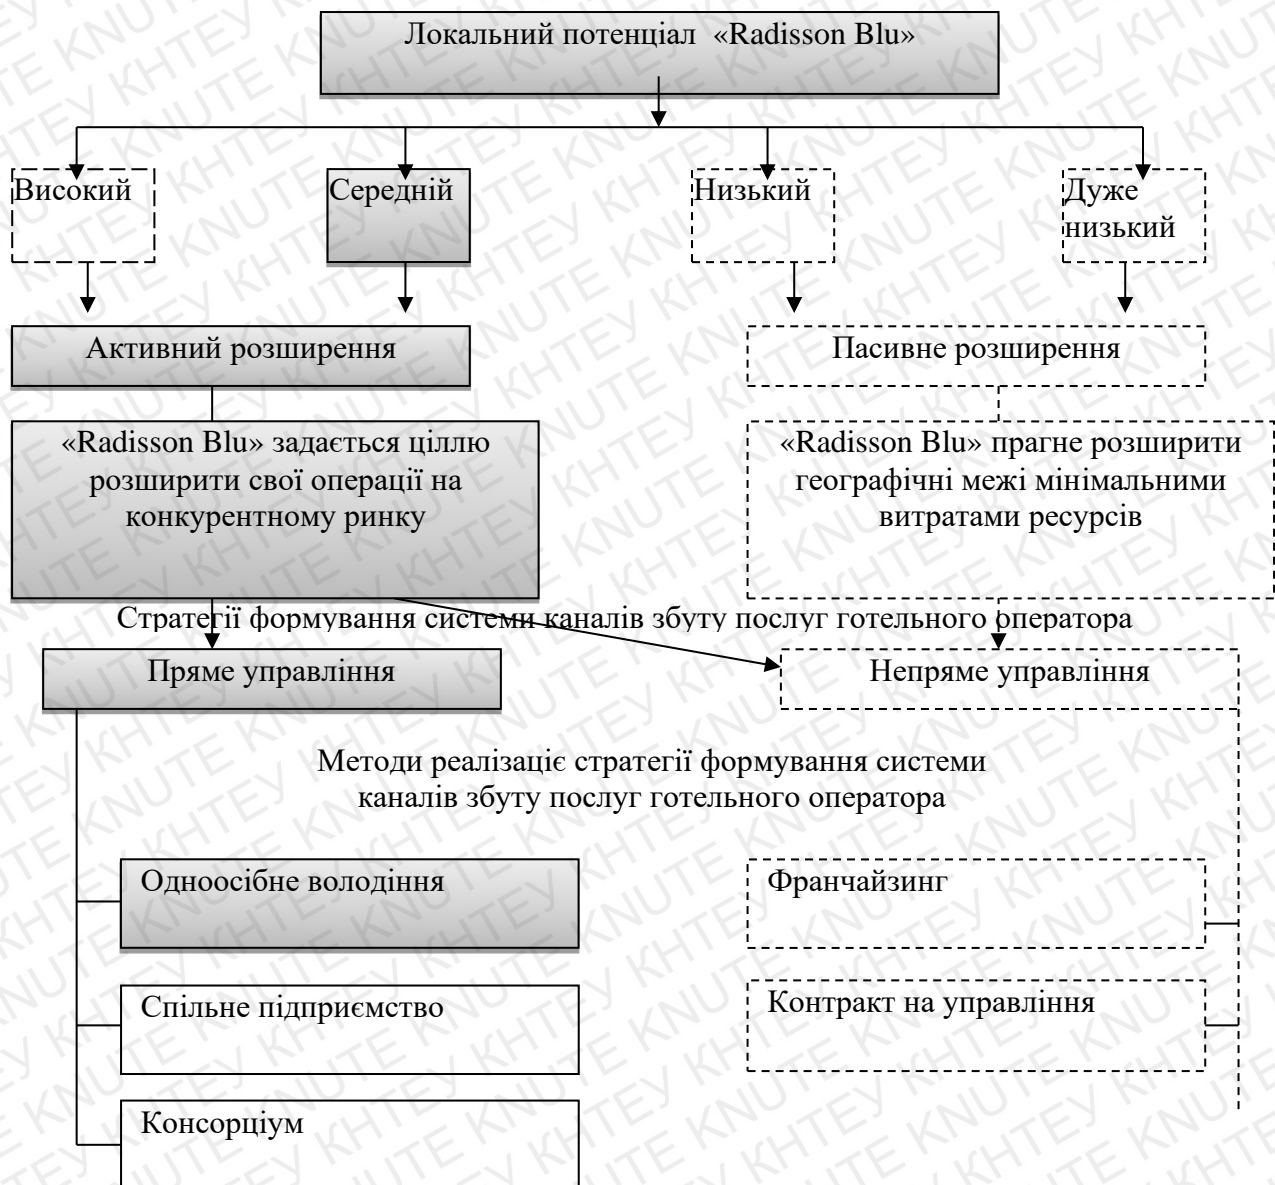 Локальний потенціал «Radisson Blu»
Високий
Середній
Низький
Дуже
низький
Активний розширення
Пасивне розширення
«Radisson Blu» задається ціллю
розширити свої операції на
конкурентному ринку
«Radisson Blu» прагне розширити
географічні межі мінімальними
витратами ресурсів
Стратегії формування системи каналів збуту послуг готельного оператора
Пряме управління
Непряме управління
Методи реалізаціє стратегії формування системи
каналів збуту послуг готельного оператора
Одноосібне володіння
Франчайзинг
Спільне підприємство
Контракт на управління
Консорціум